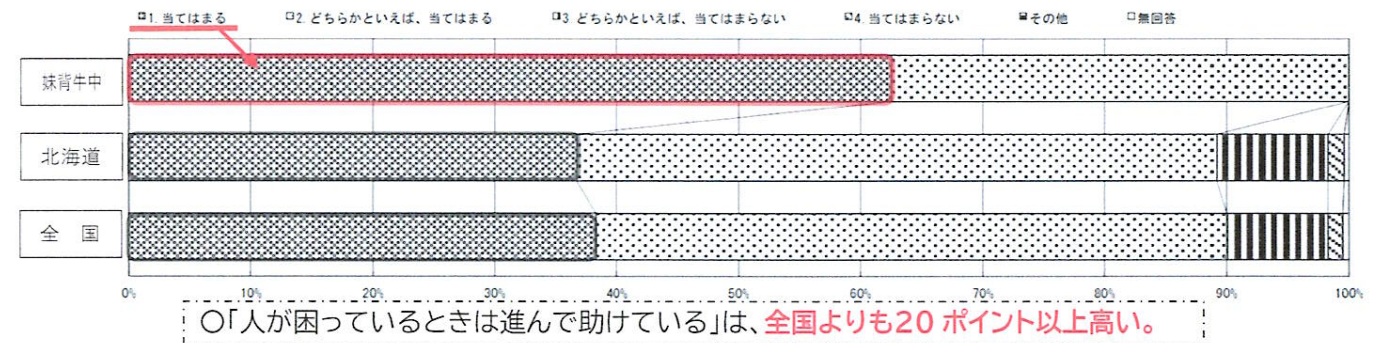 1. 当てはまる 2. どちらかといえば、当てはまる 3. どちらかといえば、当てはまらない 4. 当てはまらない その他 無回答
妹背牛中
北海道
全 国
0% 10% 20% 30% 40% 50% 60% 70% 80% 90% 100%
〇「人が困っているときは進んで助けている」は、全国よりも20 ポイント以上高い。